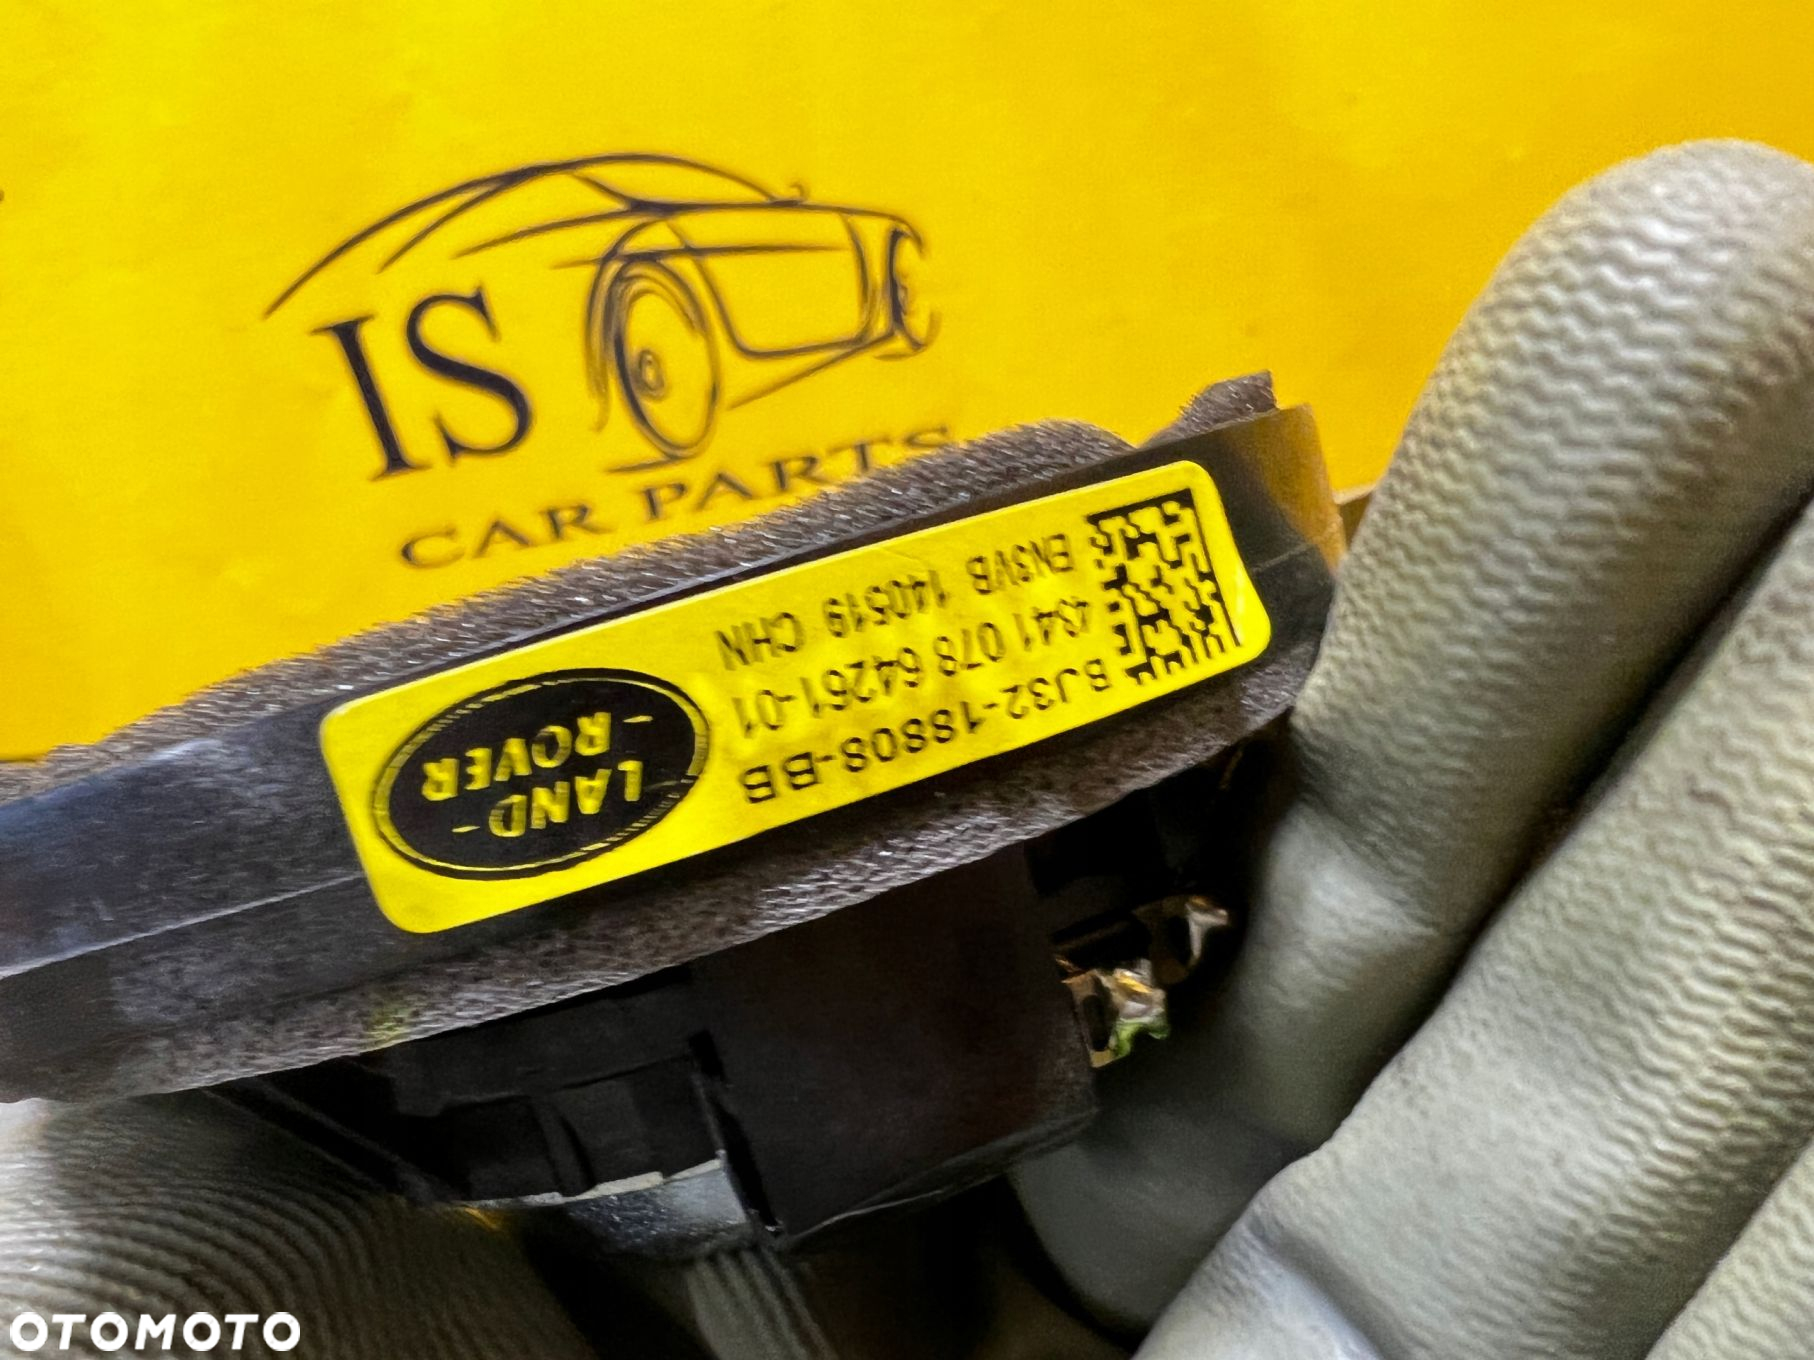 IS
CAR PARTS
LAND-
-ROVER
BJ32-18808-BB
4341 078 64261-01
EN3VB 140519 CHN
OTOMOTO